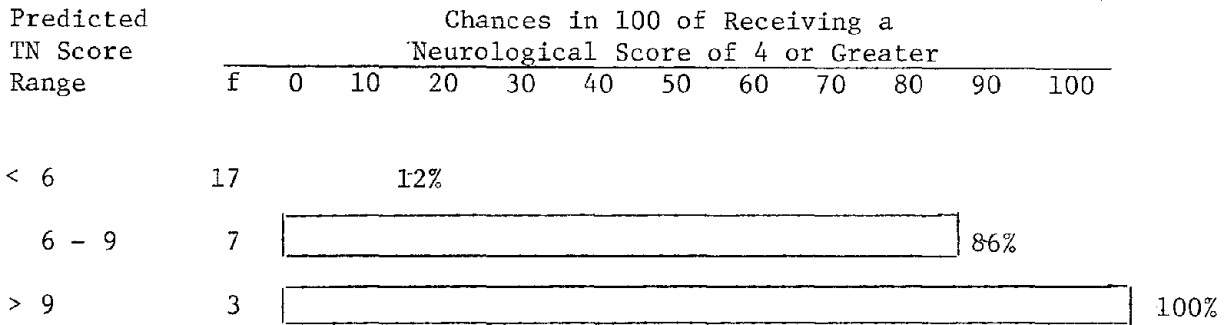 Predicted Chances in 100 of Receiving a
TN Score Neurological Score of 4 or Greater
Range f 0 10 20 30 40 50 60 70 80 90 100
< 6 17 12%
6 - 9 7 86%
> 9 3 100%